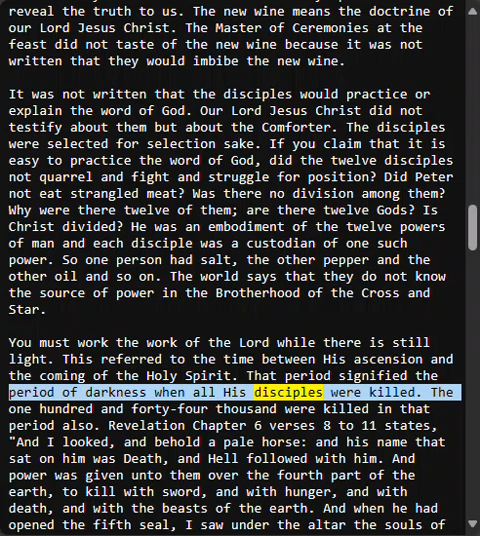 reveal the truth to us. The new wine means the doctrine of
our Lord Jesus Christ. The Master of Ceremonies at the
feast did not taste of the new wine because it was not
written that they would imbibe the new wine.
It was not written that the disciples would practice or
explain the word of God. Our Lord Jesus Christ did not
testify about them but about the Comforter. The disciples
were selected for selection sake. If you claim that it is
easy to practice the word of God, did the twelve disciples
not quarrel and fight and struggle for position? Did Peter
not eat strangled meat? Was there no division among them?
Why were there twelve of them; are there twelve Gods? Is
Christ divided? He was an embodiment of the twelve powers
of man and each disciple was a custodian of one such
power. So one person had salt, the other pepper and the
other oil and so on. The world says that they do not know
the source of power in the Brotherhood of the Cross and
Star.
You must work the work of the Lord while there is still
light. This referred to the time between His ascension and
the coming of the Holy Spirit. That period signified the
period of darkness when all His disciples were killed. The
one hundred and forty-four thousand were killed in that
period also. Revelation Chapter 6 verses 8 to 11 states,
"And I looked, and behold a pale horse: and his name that
sat on him was Death, and Hell followed with him. And
power was given unto them over the fourth part of the
earth, to kill with sword, and with hunger, and with
death, and with the beasts of the earth. And when he had
opened the fifth seal, I saw under the altar the souls of